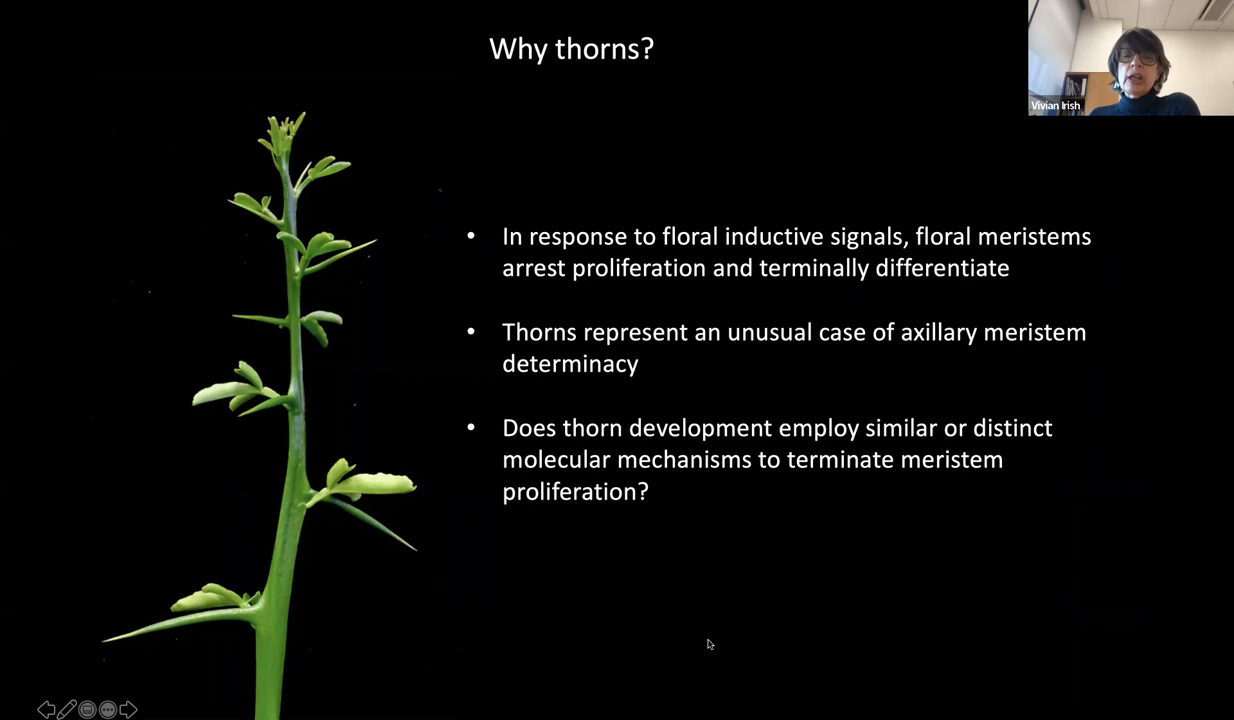 Why thorns?
Vivian Irish
• In response to floral inductive signals, floral meristems
arrest proliferation and terminally differentiate
• Thorns represent an unusual case of axillary meristem
determinacy
• Does thorn development employ similar or distinct
molecular mechanisms to terminate meristem
proliferation?